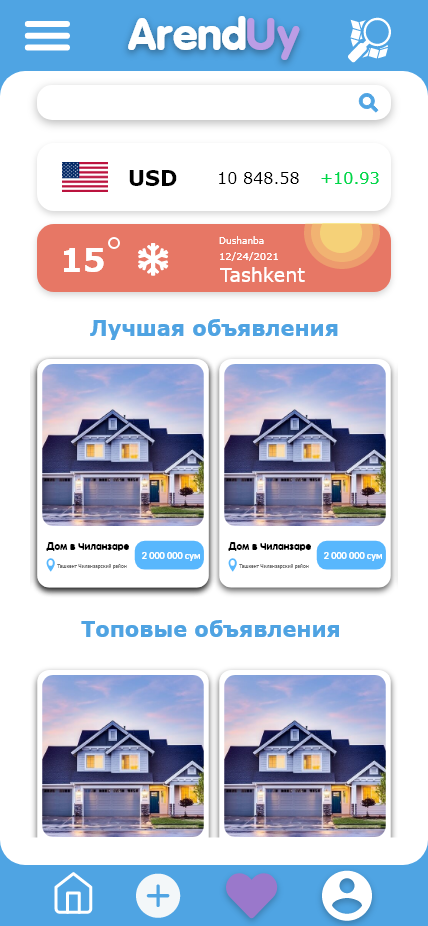 ArendUy
USD 10 848.58 +10.93
15°
Dushanba
12/24/2021
Tashkent
Лучшая объявления
Дом в Чиланзаре
2 000 000 сум
Ташкент Чиланзарский район
Дом в Чиланзаре
2 000 000 сум
Ташкент Чиланзарский район
Топовые объявления